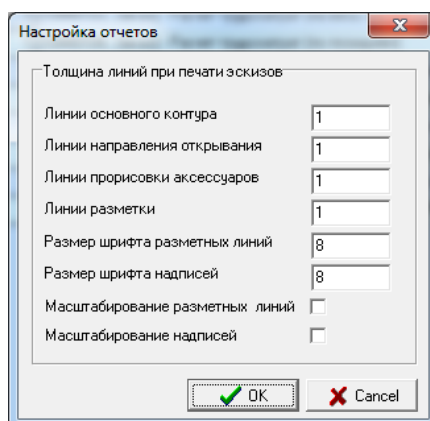 Настройка отчетов
Толщина линий при печати эскизов
Линии основного контура 1
Линии направления открывания 1
Линии прорисовки аксессуаров 1
Линии разметки 1
Размер шрифта разметных линий 8
Размер шрифта надписей 8
Масштабирование разметных линий
Масштабирование надписей
OK Cancel